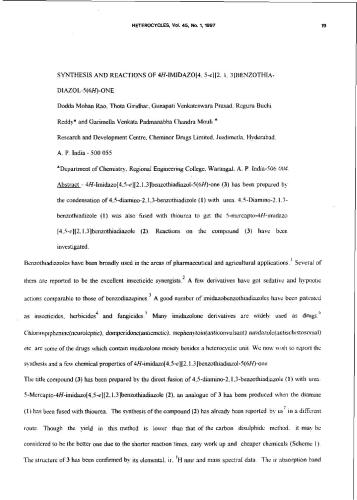 HETEROCYCLES, Vol. 45, No. 1, 1997 19
SYNTHESIS AND REACTIONS OF 4H-IMIDAZO[4, 5-e][2, 1, 3]BENZOTHIA-
DIAZOL-5(6H)-ONE
Dodda Mohan Rao, Thota Giridhar, Ganapati Venkateswara Prasad, Reguru Buchi
Reddy* and Garimella Venkata Padmanabha Chandra Mouli
Research and Development Centre, Cheminor Drugs Limited, Jeedimetla, Hyderabad.
A. P. India - 500 055
Department of Chemistry, Regional Engineering College, Warangal, A. P. India-506 004.
Abstract - 4H-Imidazo[4,5-e][2,1,3]benzothiadiazol-5(6H)-one (3) has been prepared by
the condensation of 4,5-diamino-2,1,3-benzothiadizole (1) with urea. 4,5-Diamino-2,1,3-
benzothiadizole (1) was also fused with thiourea to get the 5-mercapto-4H-imidazo
[4,5-e][2,1,3]benzothiadiazole (2). Reactions on the compound (3) have been
investigated.
Benzothiadiazoles have been broadly used in the areas of pharmaceutical and agricultural applications.1 Several of
them are reported to be the excellent insecticide synergists.2 A few derivatives have got sedative and hypnotic
actions comparable to those of benzodiazepines.3 A good number of imidazobenzothiadiazoles have been patented
as insecticides, herbicides4 and fungicides.5 Many imidazolone derivatives are widely used as drugs.6
domperidone(antiemetic), mephenytoin(anticonvulsant)
etc. are some of the drugs which contain imidazolone moiety besides a heterocyclic unit. We now wish to report the
synthesis and a few chemical properties of 4H-imidazo[4,5-e][2,1,3]benzothiadiazol-5(6H)-one.
The title compound (3) has been prepared by the direct fusion of 4,5-diamino-2,1,3-benzothiadiazole (1) with urea.
5-Mercapto-4H-imidazo[4,5-e][2,1,3]benzothiadiazole (2), an analogue of 3 has been produced when the diamine
(1) has been fused with thiourea. The synthesis of the compound (2) has already been reported by us7 in a different
route. Though the yield in this method is lower than that of the carbon disulphide method, it may be
considered to be the better one due to the shorter reaction times, easy work up and cheaper chemicals (Scheme 1).
The structure of 3 has been confirmed by its elemental, ir, 1H nmr and mass spectral data. The ir absorption band